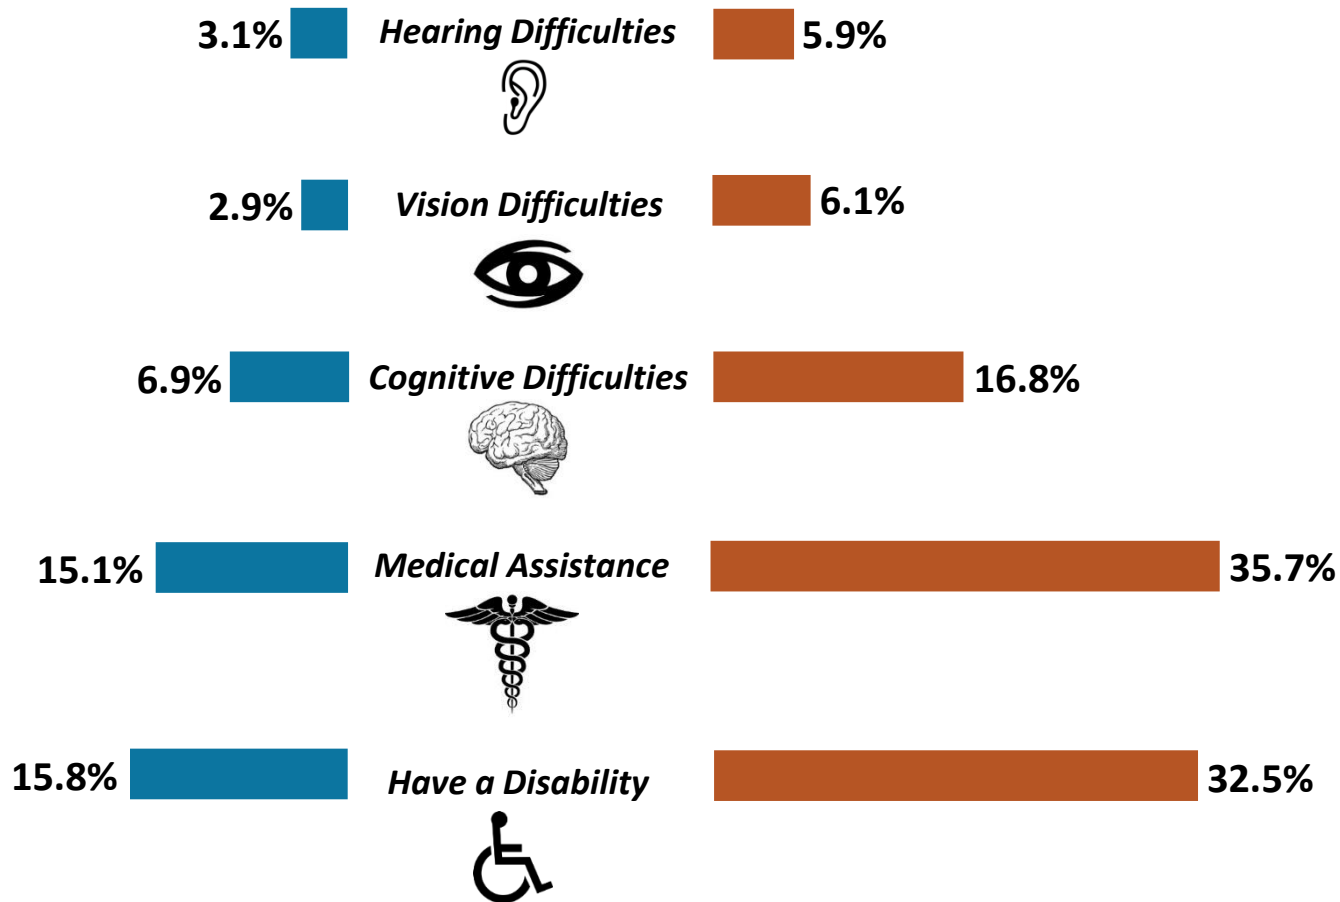 3.1% Hearing Difficulties 5.9%
2.9% Vision Difficulties 6.1%
6.9% Cognitive Difficulties 16.8%
15.1% Medical Assistance 35.7%
15.8% Have a Disability 32.5%